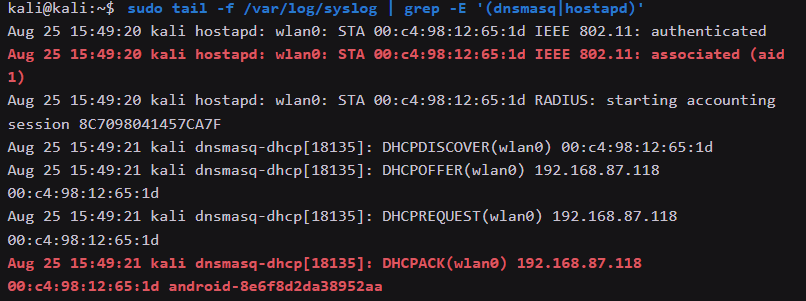 kali@kali:~$ sudo tail -f /var/log/syslog | grep -E '(dnsmasq|hostapd)'
Aug 25 15:49:20 kali hostapd: wlan0: STA 00:c4:98:12:65:1d IEEE 802.11: authenticated
Aug 25 15:49:20 kali hostapd: wlan0: STA 00:c4:98:12:65:1d IEEE 802.11: associated (aid
1)
Aug 25 15:49:20 kali hostapd: wlan0: STA 00:c4:98:12:65:1d RADIUS: starting accounting
session 8C7098041457CA7F
Aug 25 15:49:21 kali dnsmasq-dhcp[18135]: DHCPDISCOVER(wlan0) 00:c4:98:12:65:1d
Aug 25 15:49:21 kali dnsmasq-dhcp[18135]: DHCPOFFER(wlan0) 192.168.87.118
00:c4:98:12:65:1d
Aug 25 15:49:21 kali dnsmasq-dhcp[18135]: DHCPREQUEST(wlan0) 192.168.87.118
00:c4:98:12:65:1d
Aug 25 15:49:21 kali dnsmasq-dhcp[18135]: DHCPACK(wlan0) 192.168.87.118
00:c4:98:12:65:1d android-8e6f8d2da38952aa